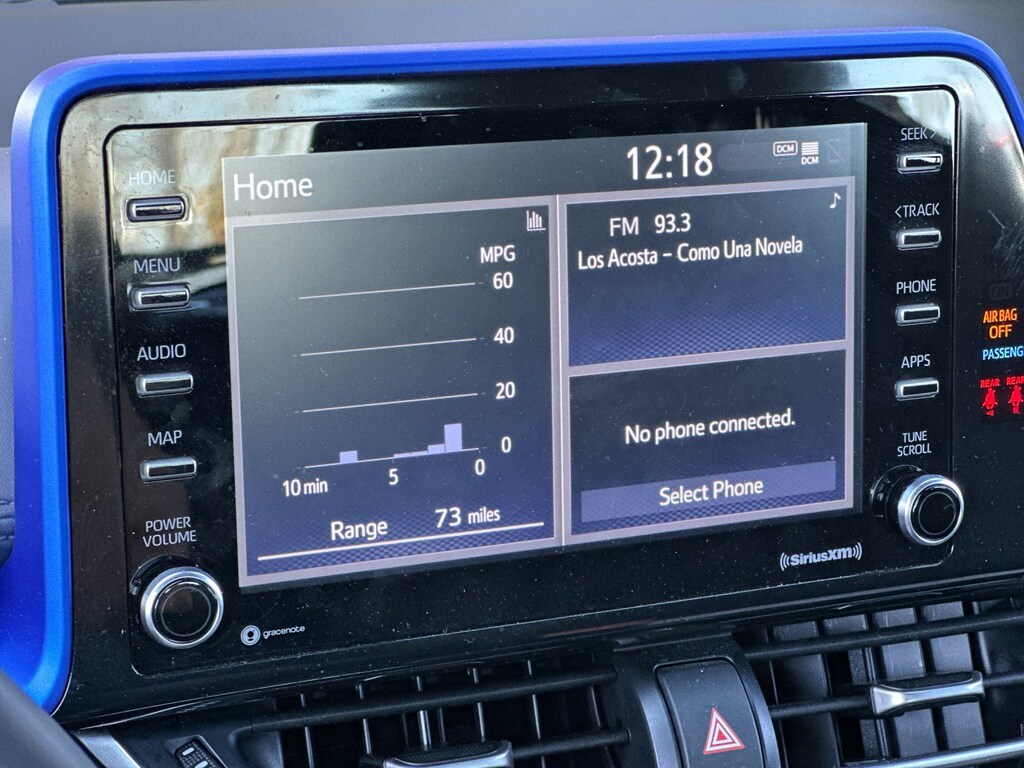 HOME
MENU
AUDIO
MAP
POWER
VOLUME
gracenote
Home
12:18
DCM
DCM
MPG
60
40
20
0
10 min
5
0
Range 73 miles
FM 93.3
Los Acosta – Como Una Novela
No phone connected.
Select Phone
((SiriusXM))
SEEK>
<TRACK
PHONE
APPS
TUNE
SCROLL
AIR BAG
OFF
PASSENG
REAR
REAR